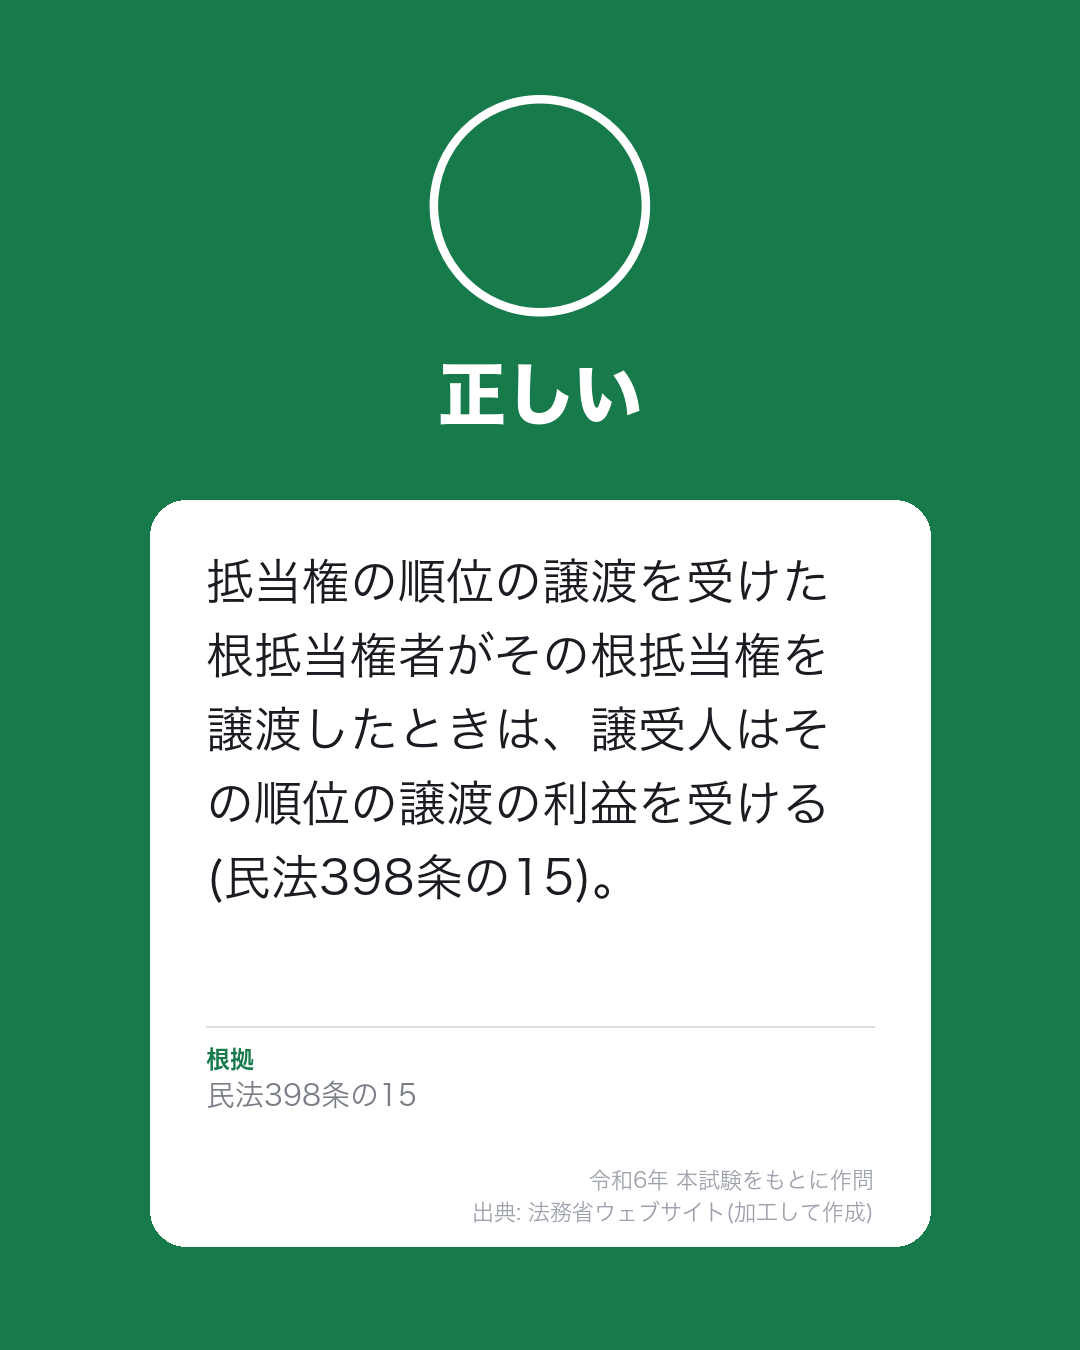 正しい
抵当権の順位の譲渡を受けた
根抵当権者がその根抵当権を
譲渡したときは、譲受人はそ
の順位の譲渡の利益を受ける
(民法398条の15)。
根拠
民法398条の15
令和6年 本試験をもとに作問
出典: 法務省ウェブサイト(加工して作成)